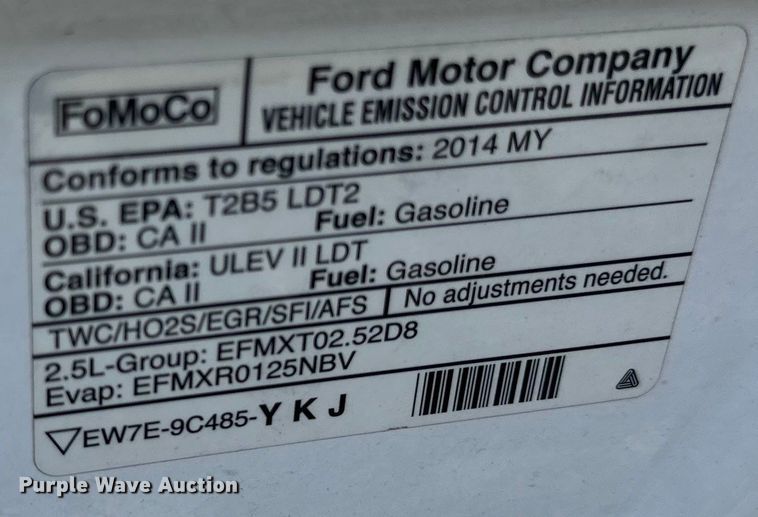 FoMoCo
Ford Motor Company
VEHICLE EMISSION CONTROL INFORMATION
Conforms to regulations: 2014 MY
U.S. EPA: T2B5 LDT2
OBD: CA II Fuel: Gasoline
California: ULEV II LDT
OBD: CA II Fuel: Gasoline
TWC/HO2S/EGR/SFI/AFS No adjustments needed.
2.5L-Group: EFMXT02.52D8
Evap: EFMXR0125NBV
EW7E-9C485-YKJ
Purple Wave Auction